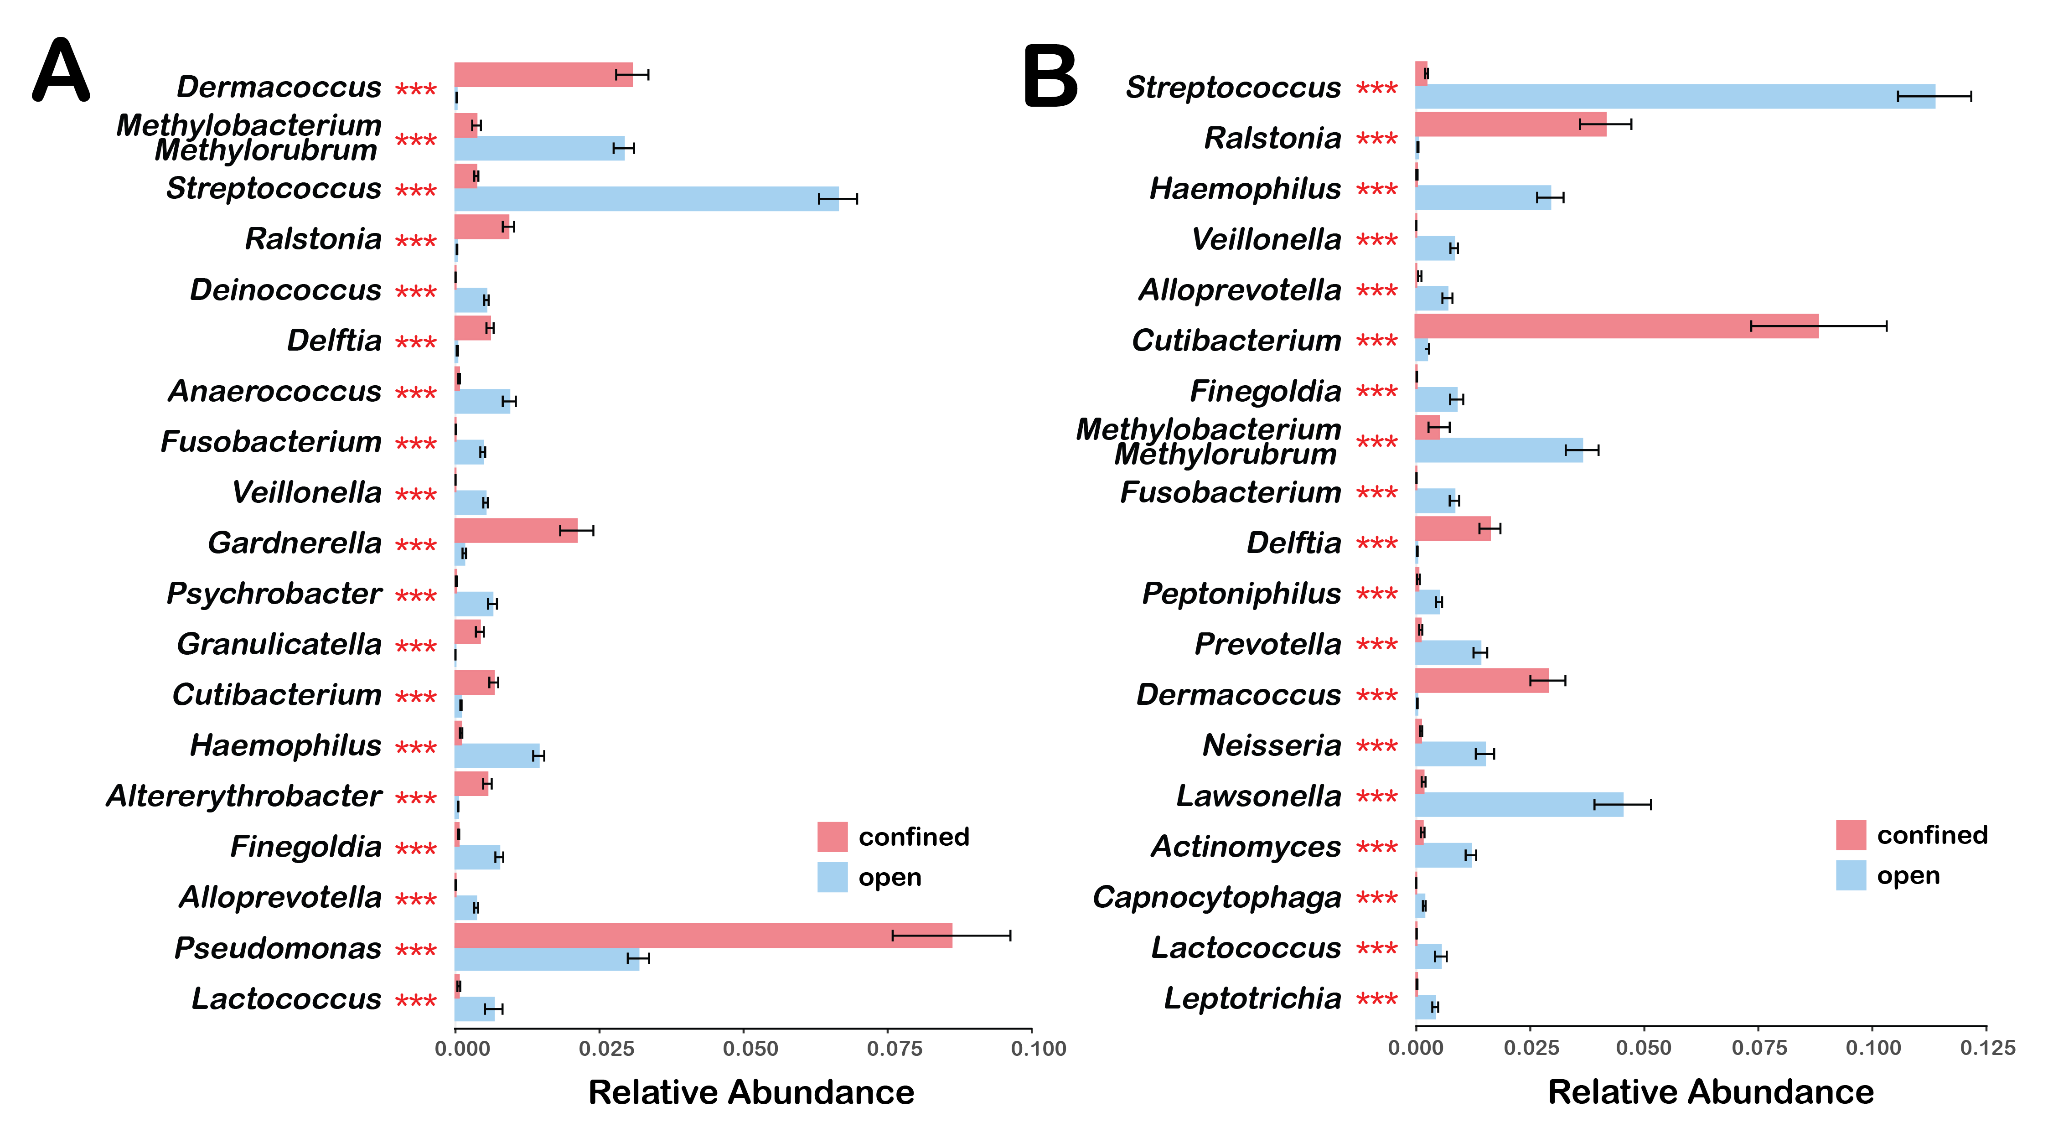 A
Dermacoccus ***
Methylobacterium
Methylorubrum ***
Streptococcus ***
Ralstonia ***
Deinococcus ***
Delftia ***
Anaerococcus ***
Fusobacterium ***
Veillonella ***
Gardnerella ***
Psychrobacter ***
Granulicatella ***
Cutibacterium ***
Haemophilus ***
Altererythrobacter ***
Finegoldia ***
Alloprevotella ***
Pseudomonas ***
Lactococcus ***
confined
open
0.000 0.025 0.050 0.075 0.100
Relative Abundance
B
Streptococcus ***
Ralstonia ***
Haemophilus ***
Veillonella ***
Alloprevotella ***
Cutibacterium ***
Finegoldia ***
Methylobacterium
Methylorubrum ***
Fusobacterium ***
Delftia ***
Peptoniphilus ***
Prevotella ***
Dermacoccus ***
Neisseria ***
Lawsonella ***
Actinomyces ***
Capnocytophaga ***
Lactococcus ***
Leptotrichia ***
confined
open
0.000 0.025 0.050 0.075 0.100 0.125
Relative Abundance